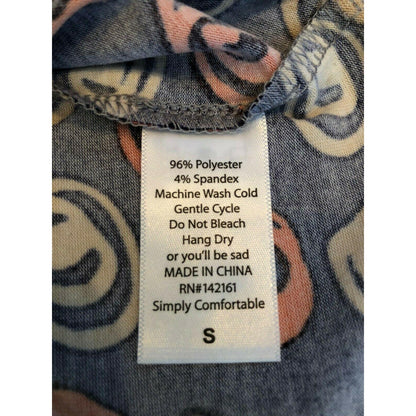 96% Polyester
4% Spandex
Machine Wash Cold
Gentle Cycle
Do Not Bleach
Hang Dry
or you'll be sad
MADE IN CHINA
RN#142161
Simply Comfortable
S